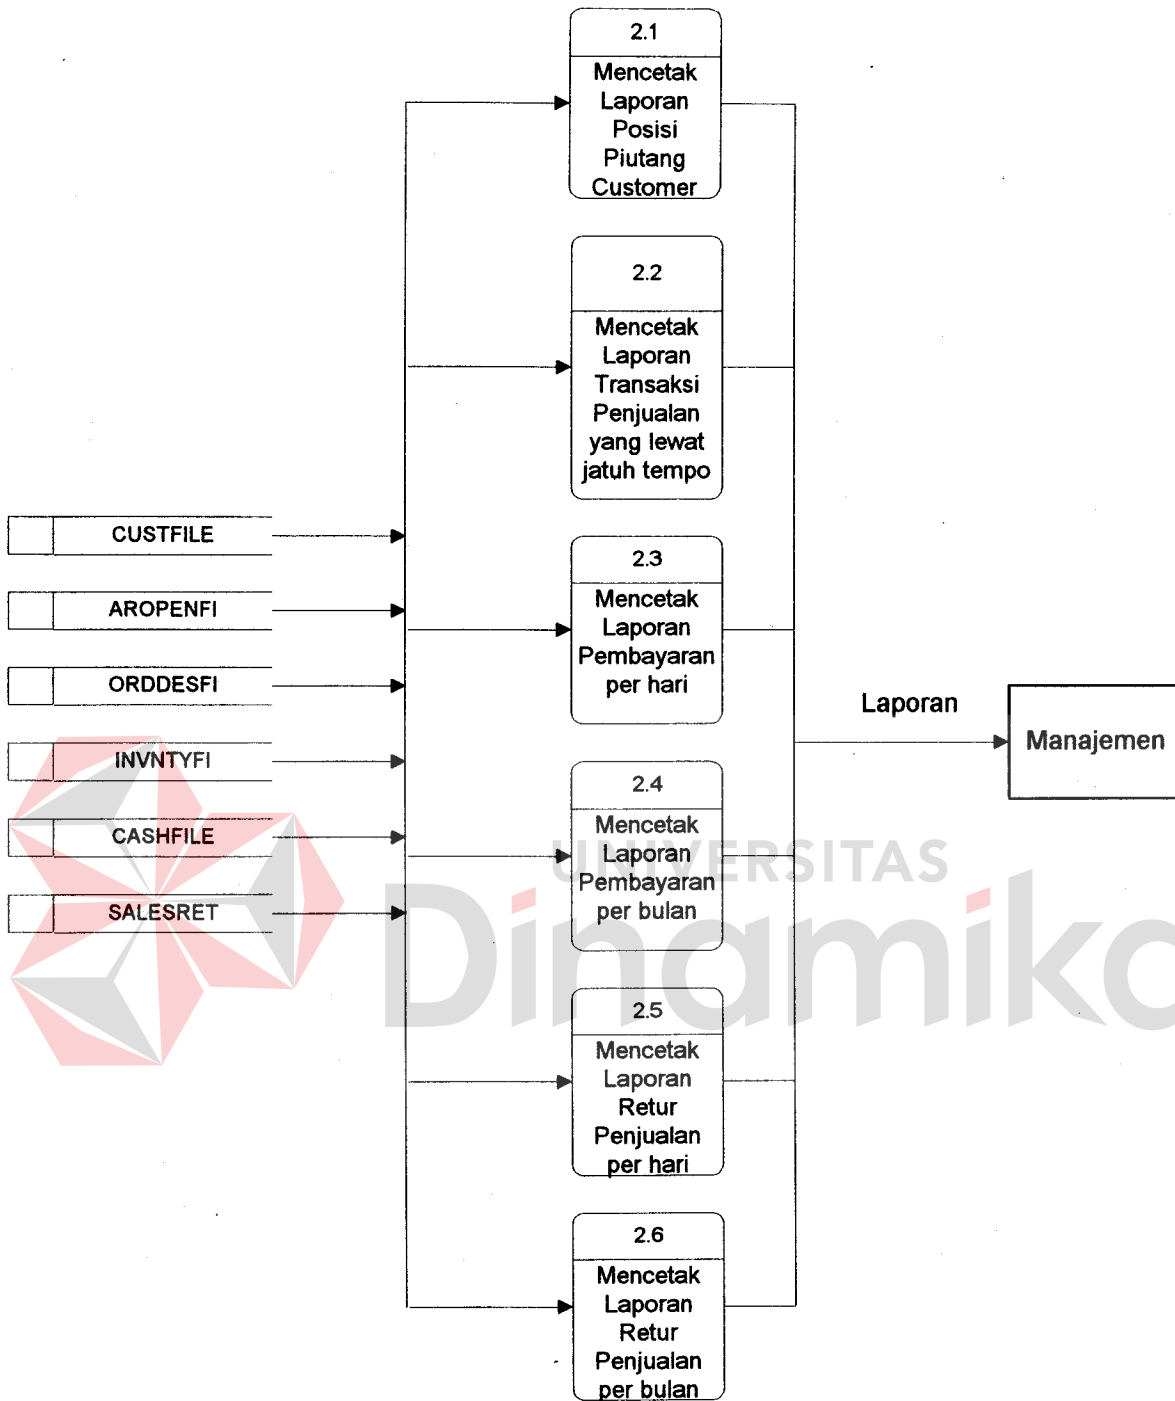 2.1
Mencetak
Laporan
Posisi
Piutang
Customer
2.2
Mencetak
Laporan
Transaksi
Penjualan
yang lewat
jatuh tempo
CUSTFILE
AROPENFI
ORDDESFI
INVNTYFI
CASHFILE
SALESRET
2.3
Mencetak
Laporan
Pembayaran
per hari
2.4
Mencetak
Laporan
Pembayaran
per bulan
2.5
Mencetak
Laporan
Retur
Penjualan
per hari
2.6
Mencetak
Laporan
Retur
Penjualan
per bulan
Laporan
Manajemen
UNIVERSITAS
Dinamika